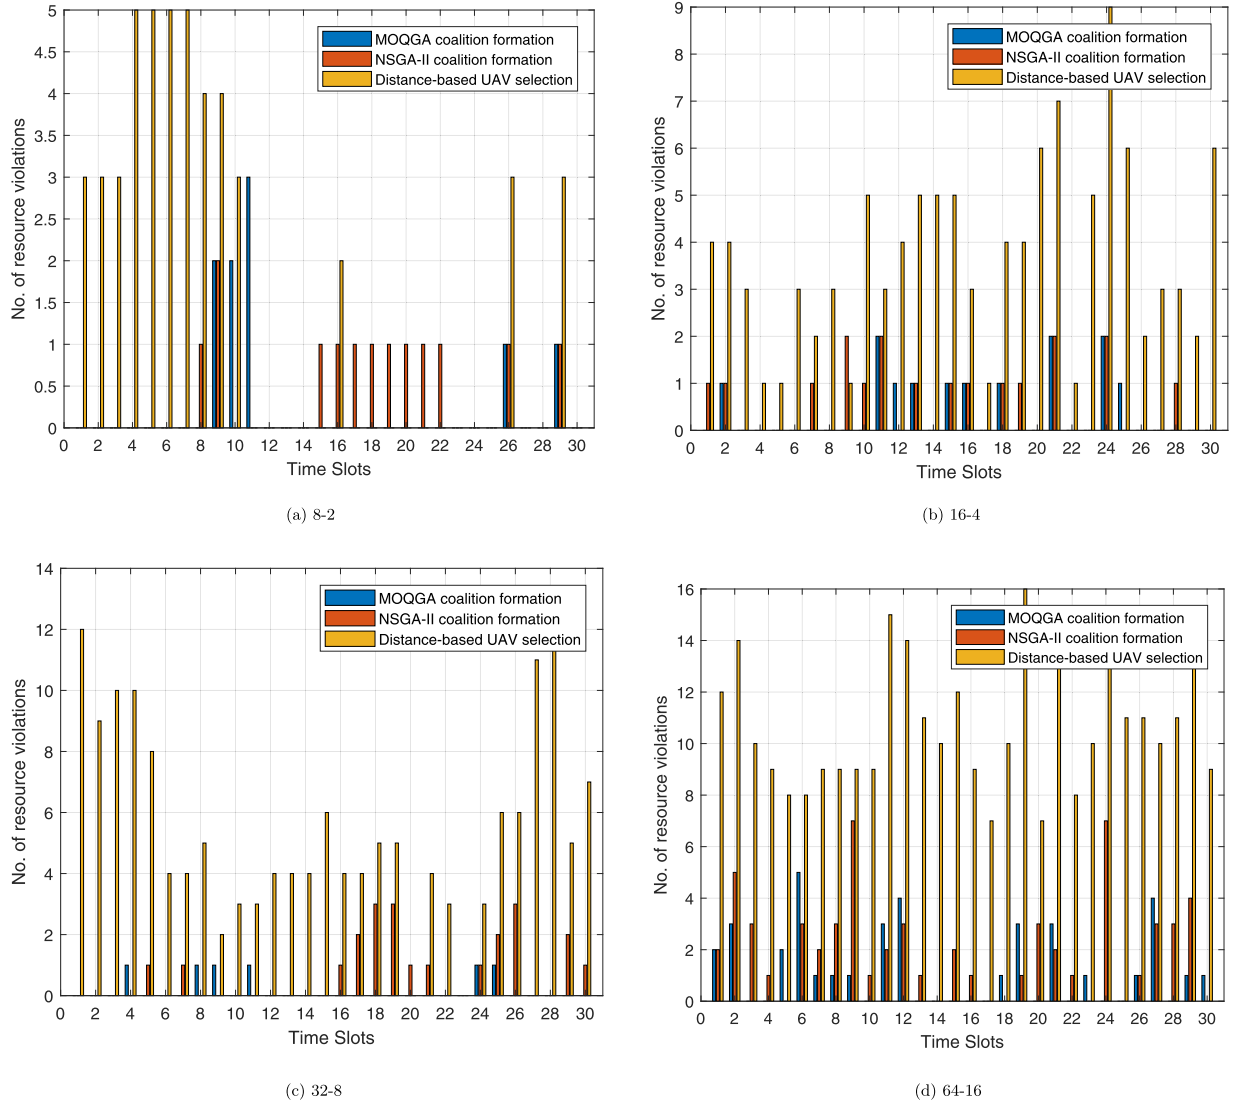 5
4.5
4
3.5
3
2.5
2
1.5
1
0.5
0
No. of resource violations
MOQGA coalition formation
NSGA-II coalition formation
Distance-based UAV selection
0 2 4 6 8 10 12 14 16 18 20 22 24 26 28 30
Time Slots
(a) 8-2
9
8
7
6
5
4
3
2
1
0
No. of resource violations
MOQGA coalition formation
NSGA-II coalition formation
Distance-based UAV selection
0 2 4 6 8 10 12 14 16 18 20 22 24 26 28 30
Time Slots
(b) 16-4
14
12
10
8
6
4
2
0
No. of resource violations
MOQGA coalition formation
NSGA-II coalition formation
Distance-based UAV selection
0 2 4 6 8 10 12 14 16 18 20 22 24 26 28 30
Time Slots
(c) 32-8
16
14
12
10
8
6
4
2
0
No. of resource violations
MOQGA coalition formation
NSGA-II coalition formation
Distance-based UAV selection
0 2 4 6 8 10 12 14 16 18 20 22 24 26 28 30
Time Slots
(d) 64-16